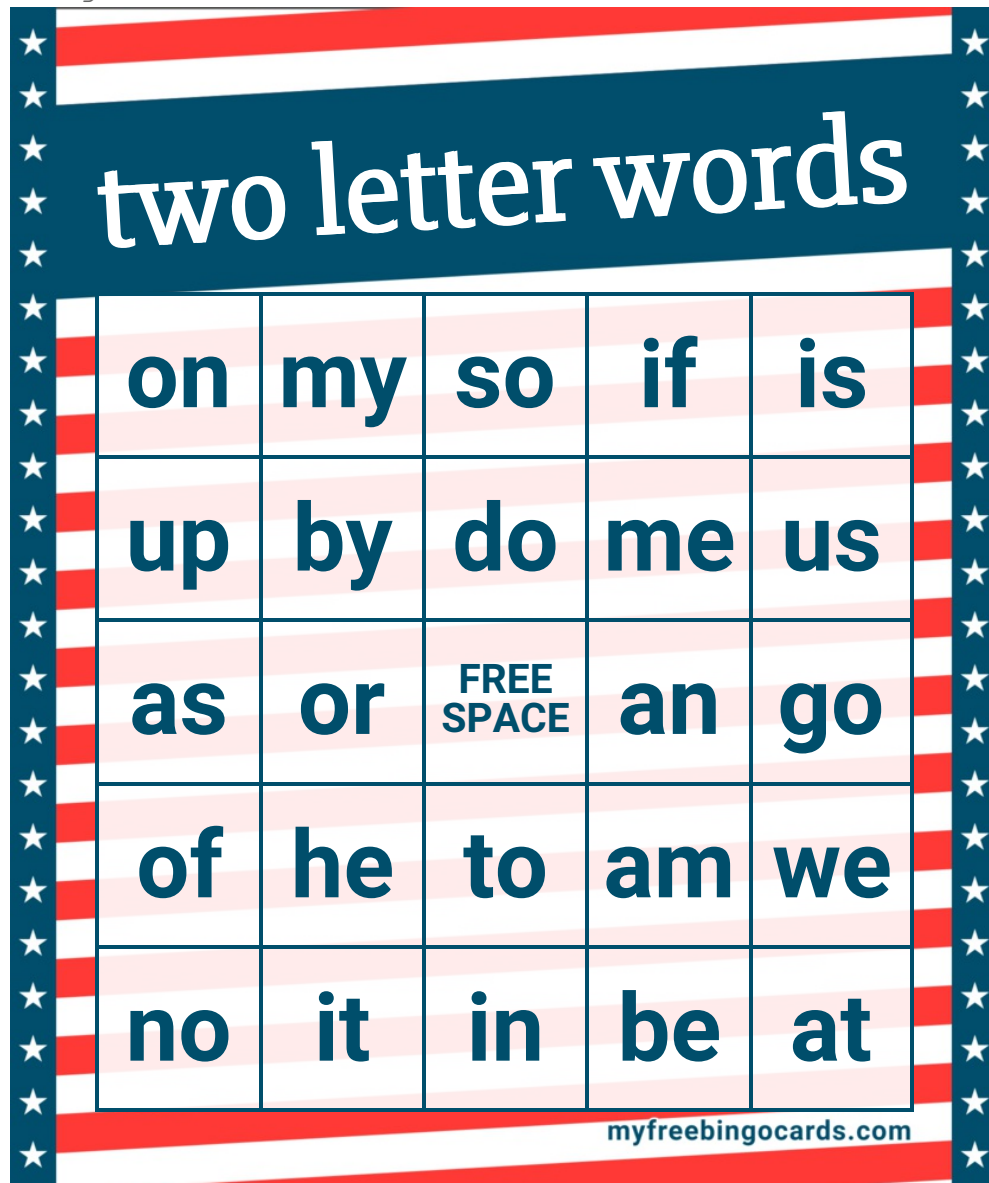 two letter words
on my so if is
up by do me us
as or FREE SPACE an go
of he to am we
no it in be at
myfreebingocards.com